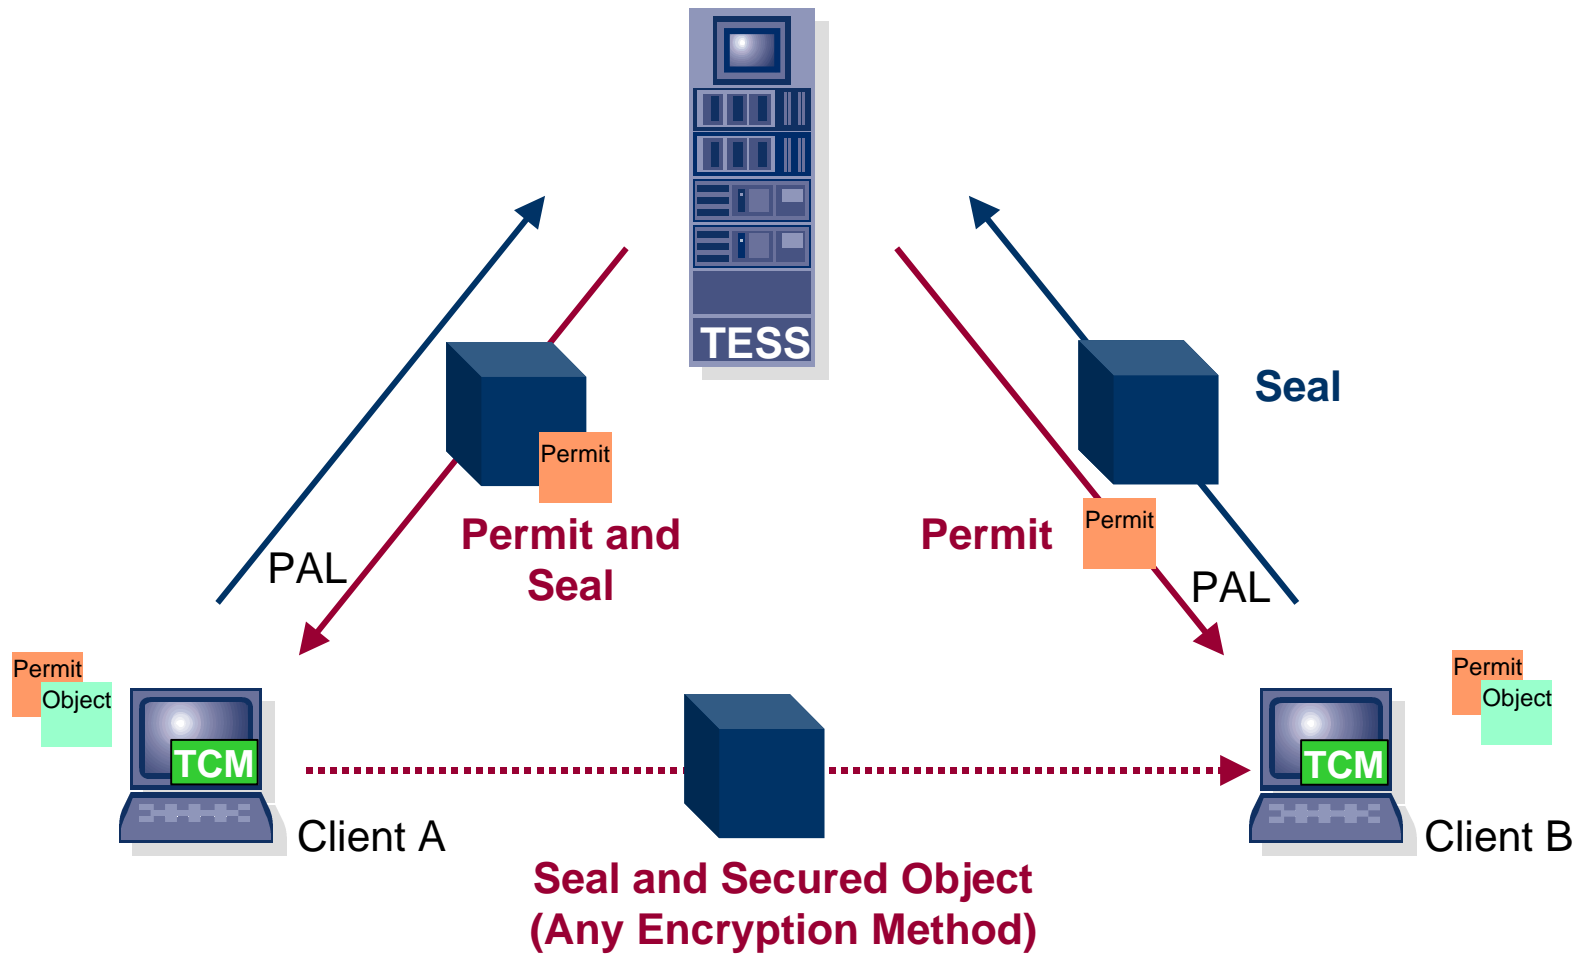 TESS
Seal
Permit
Permit and
Seal
Permit
Permit
PAL
PAL
Permit
Object
TCM
Client A
Permit
Object
TCM
Client B
Seal and Secured Object
(Any Encryption Method)